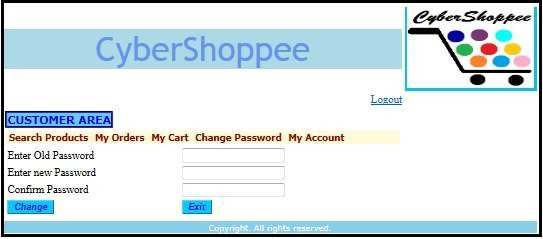 CyberShoppee
CyberShoppee
Logout
CUSTOMER AREA
Search Products My Orders My Cart Change Password My Account
Enter Old Password
Enter new Password
Confirm Password
Change Exit
Copyright. All rights reserved.